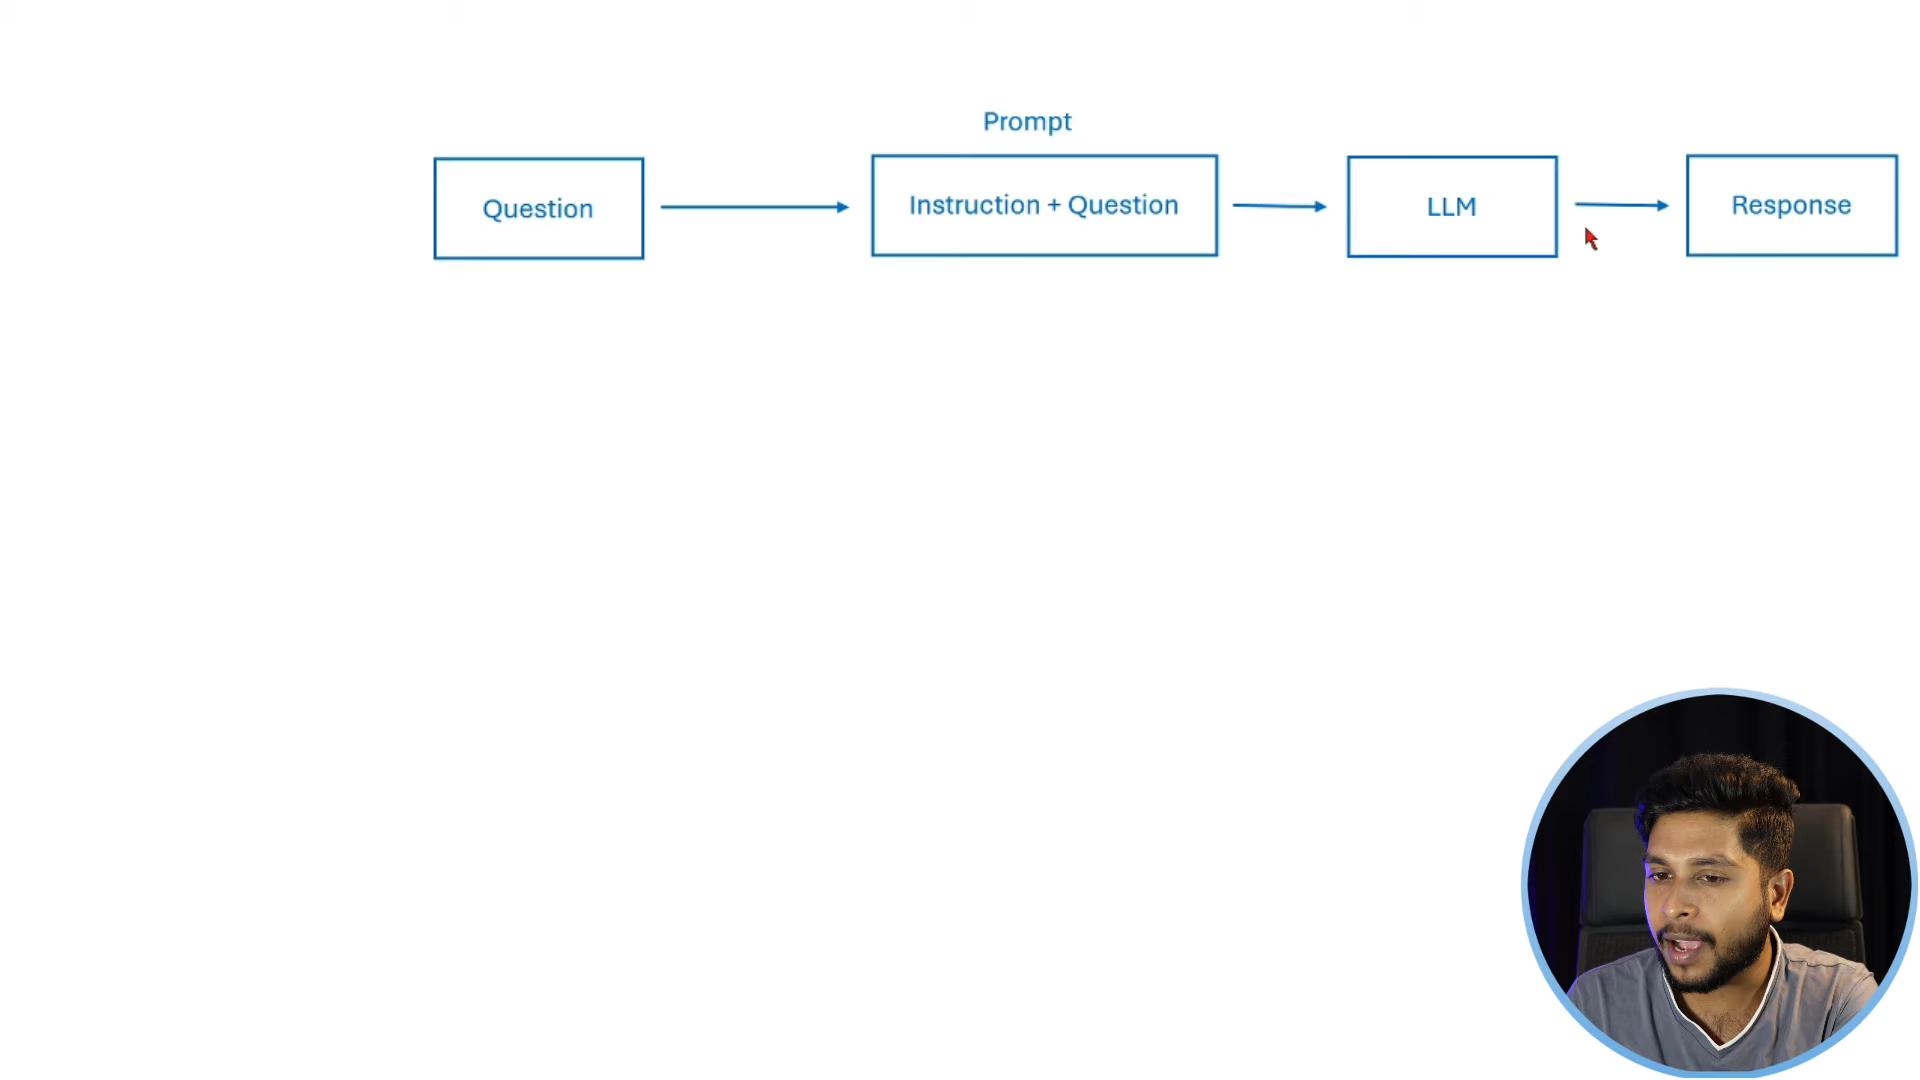 Prompt
Question
Instruction + Question
LLM
Response